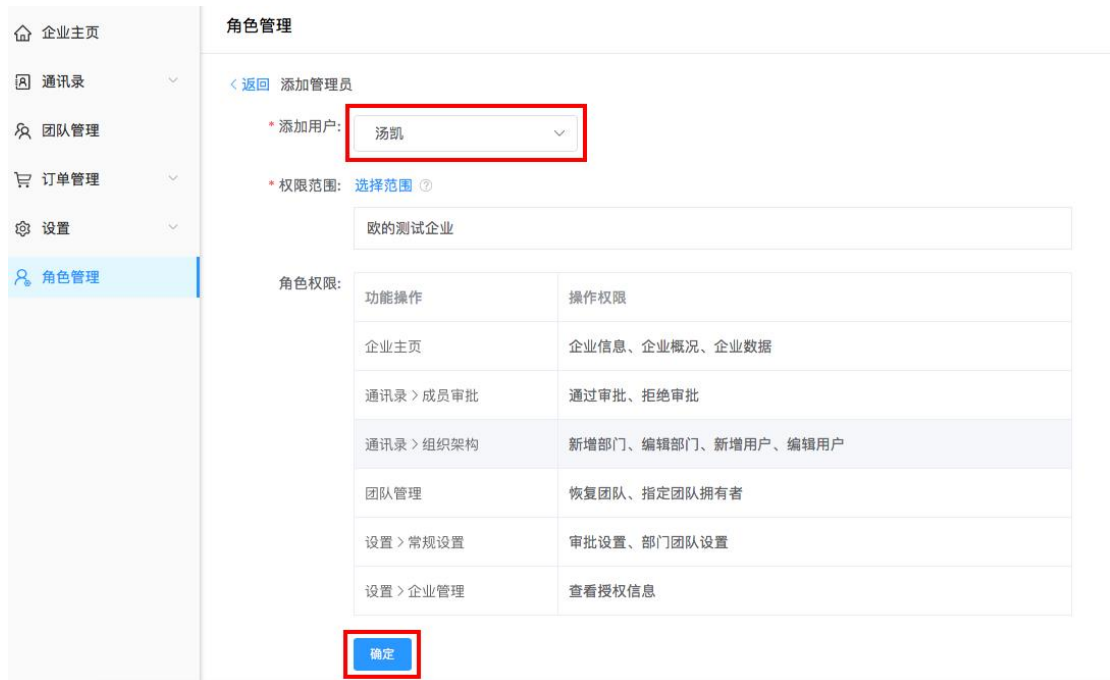 企业主页
通讯录
团队管理
订单管理
设置
角色管理
角色管理
<返回 添加管理员
* 添加用户: 汤凯
* 权限范围: 选择范围 ?
欧的测试企业
角色权限:
功能操作 操作权限
企业主页 企业信息、企业概况、企业数据
通讯录 > 成员审批 通过审批、拒绝审批
通讯录 > 组织架构 新增部门、编辑部门、新增用户、编辑用户
团队管理 恢复团队、指定团队拥有者
设置 > 常规设置 审批设置、部门团队设置
设置 > 企业管理 查看授权信息
确定